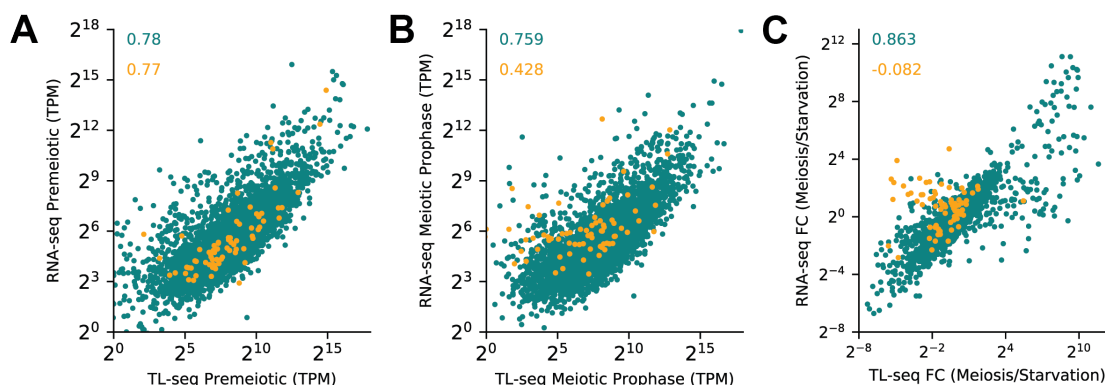 A
0.78
0.77
2^18
2^15
2^12
2^9
2^6
2^3
2^0
RNA-seq Premeiotic (TPM)
2^0 2^5 2^10 2^15
TL-seq Premeiotic (TPM)
B
0.759
0.428
2^18
2^15
2^12
2^9
2^6
2^3
2^0
RNA-seq Meiotic Prophase (TPM)
2^0 2^5 2^10 2^15
TL-seq Meiotic Prophase (TPM)
C
0.863
-0.082
2^12
2^8
2^4
2^0
2^−4
2^−8
RNA-seq FC (Meiosis/Starvation)
2^−8 2^−2 2^4 2^10
TL-seq FC (Meiosis/Starvation)